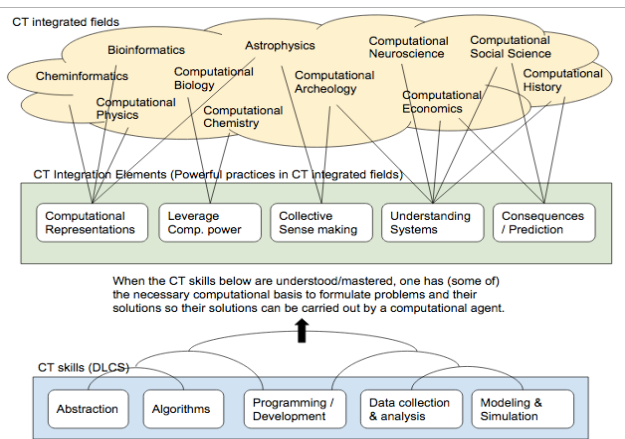 CT integrated fields
Bioinformatics
Astrophysics
Computational
Neuroscience
Computational
Social Science
Cheminformatics
Computational
Biology
Computational
Archeology
Computational
History
Computational
Physics
Computational
Chemistry
Computational
Economics
CT Integration Elements (Powerful practices in CT integrated fields)
Computational
Representations
Leverage
Comp. power
Collective
Sense making
Understanding
Systems
Consequences
/ Prediction
When the CT skills below are understood/mastered, one has (some of)
the necessary computational basis to formulate problems and their
solutions so their solutions can be carried out by a computational agent.
CT skills (DLCS)
Abstraction
Algorithms
Programming /
Development
Data collection
& analysis
Modeling &
Simulation